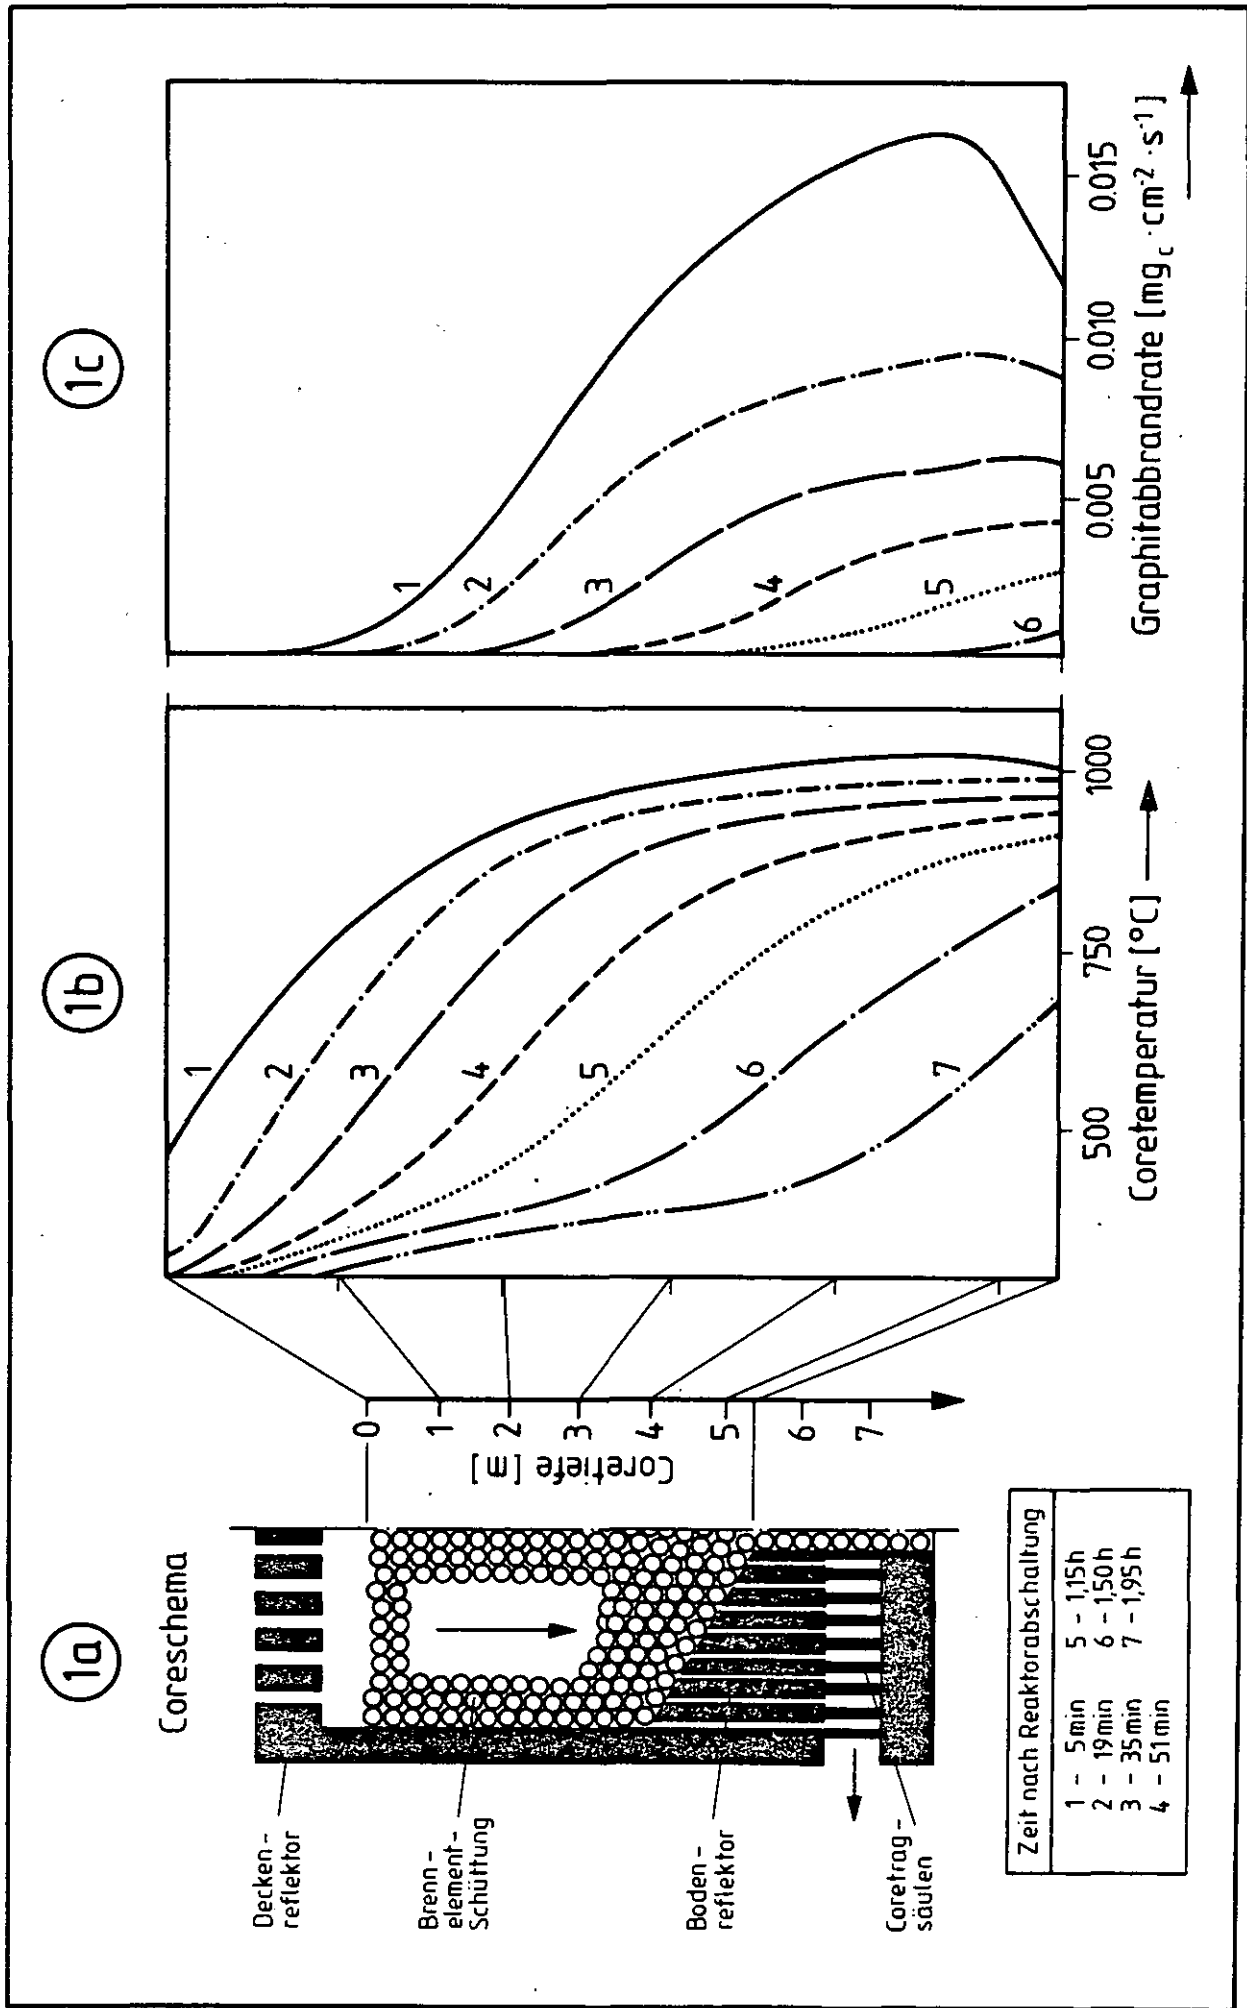 1a
Coreschema
Decken-
reflektor
Brenn-
element-
Schüttung
Boden-
reflektor
Coretrag-
säulen
Coretiefe [m]
0
1
2
3
4
5
6
7
Zeit nach Reaktorabschaltung
1 - 5min 5 - 1,15h
2 - 19min 6 - 1,50h
3 - 35min 7 - 1,95h
4 - 51min
1b
1
2
3
4
5
6
7
500 750 1000
Coretemperatur [°C]
1c
1
2
3
4
5
6
0.005 0.010 0.015
Graphitabbrandrate [mg_c · cm⁻² · s⁻¹]